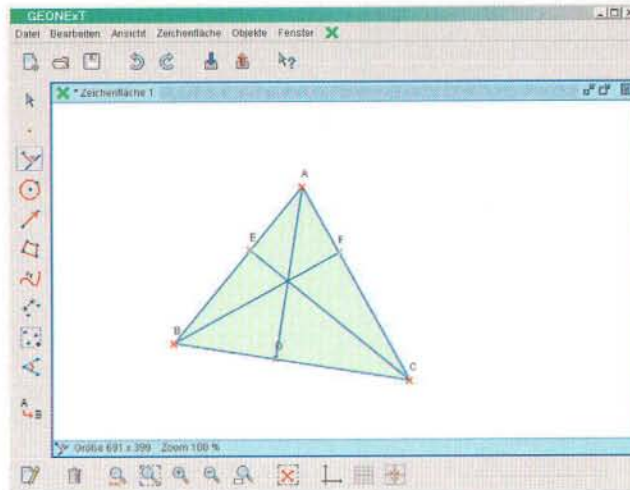 GEONExT
Datei Bearbeiten Ansicht Zeichenfläche Objekte Fenster
* Zeichenfläche 1
A
E
F
B
D
C
A
B
Größe 691 x 399 Zoom 100 %